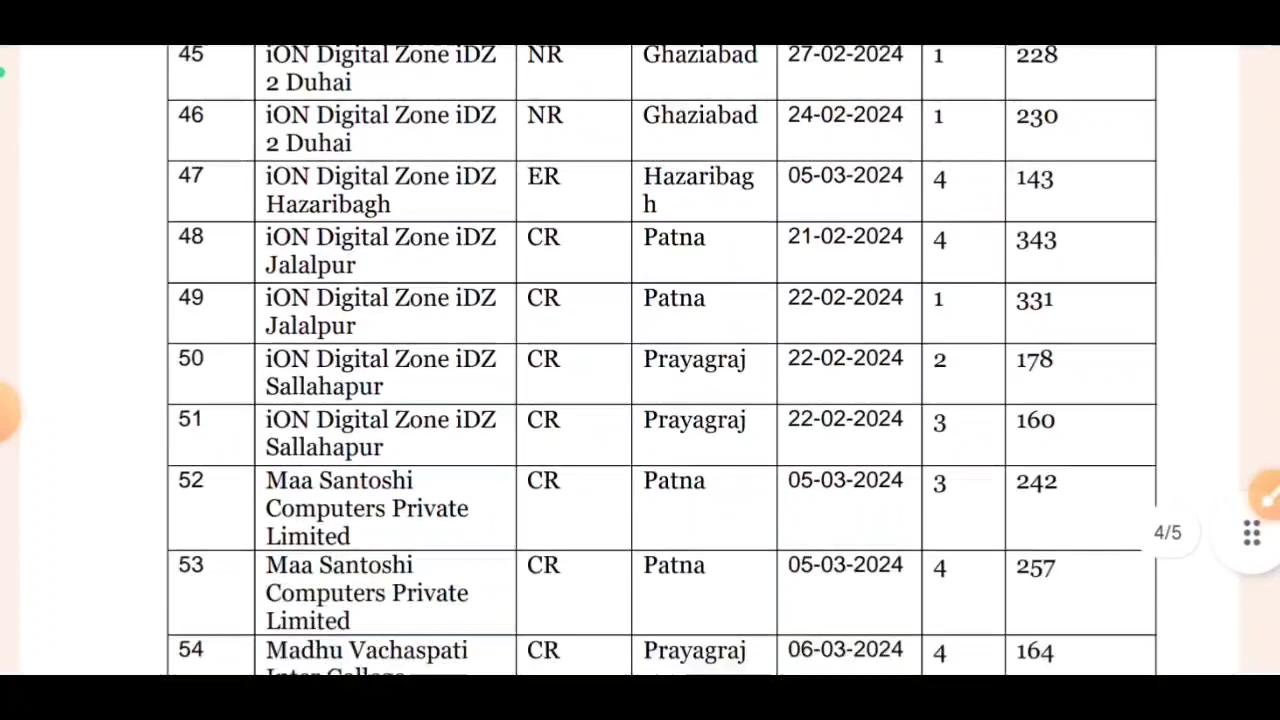 45 iON Digital Zone iDZ NR Ghaziabad 27-02-2024 1 228
2 Duhai
46 iON Digital Zone iDZ NR Ghaziabad 24-02-2024 1 230
2 Duhai
47 iON Digital Zone iDZ ER Hazaribag 05-03-2024 4 143
Hazaribagh h
48 iON Digital Zone iDZ CR Patna 21-02-2024 4 343
Jalalpur
49 iON Digital Zone iDZ CR Patna 22-02-2024 1 331
Jalalpur
50 iON Digital Zone iDZ CR Prayagraj 22-02-2024 2 178
Sallahapur
51 iON Digital Zone iDZ CR Prayagraj 22-02-2024 3 160
Sallahapur
52 Maa Santoshi CR Patna 05-03-2024 3 242
Computers Private
Limited
4/5
53 Maa Santoshi CR Patna 05-03-2024 4 257
Computers Private
Limited
54 Madhu Vachaspati CR Prayagraj 06-03-2024 4 164
Inter College